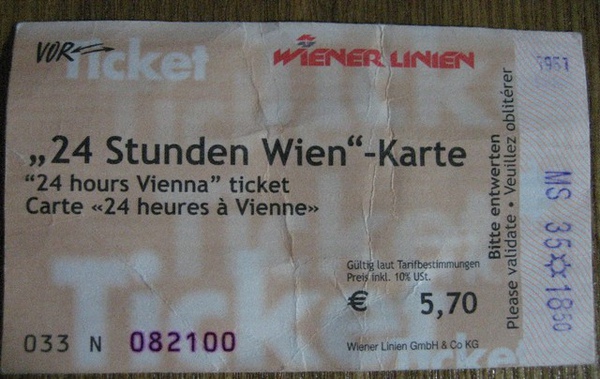 VOR Ticket
WIENER LINIEN
„24 Stunden Wien“-Karte
“24 hours Vienna” ticket
Carte «24 heures à Vienne»
Gültig laut Tarifbestimmungen
Preis inkl. 10% USt.
€ 5,70
033 N 082100
Wiener Linien GmbH & Co KG
Bitte entwerten
Please validate • Veuillez oblitérer
MS 35☆1850
Ticket